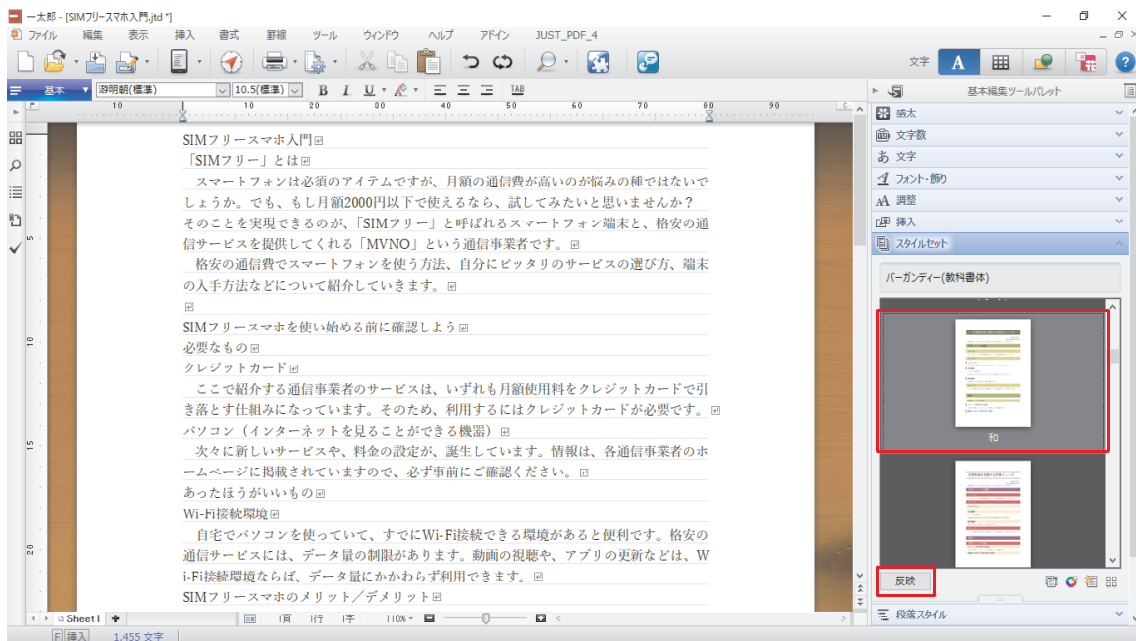 一太郎 - [SIMフリースマホ入門.jtd *]
ファイル 編集 表示 挿入 書式 罫線 ツール ウィンドウ ヘルプ アドイン JUST_PDF_4
文字 A
基本 游明朝(標準) 10.5(標準) B I U TAB
基本編集ツールパレット
10 10 20 30 40 50 60 70 80 90
感太
文字数
あ 文字
フォント・飾り
AA 調整
挿入
スタイルセット
バーガンディー(教科書体)
和
反映
段落スタイル
SIMフリースマホ入門
「SIMフリー」とは
スマートフォンは必須のアイテムですが、月額の通信費が高いのが悩みの種ではないで
しょうか。でも、もし月額2000円以下で使えるなら、試してみたいと思いませんか?
そのことを実現できるのが、「SIMフリー」と呼ばれるスマートフォン端末と、格安の通
信サービスを提供してくれる「MVNO」という通信事業者です。
格安の通信費でスマートフォンを使う方法、自分にピッタリのサービスの選び方、端末
の入手方法などについて紹介していきます。
SIMフリースマホを使い始める前に確認しよう
必要なもの
クレジットカード
ここで紹介する通信事業者のサービスは、いずれも月額使用料をクレジットカードで引
き落とす仕組みになっています。そのため、利用するにはクレジットカードが必要です。
パソコン(インターネットを見ることができる機器)
次々に新しいサービスや、料金の設定が、誕生しています。情報は、各通信事業者のホ
ームページに掲載されていますので、必ず事前にご確認ください。
あったほうがいいもの
Wi-Fi接続環境
自宅でパソコンを使っていて、すでにWi-Fi接続できる環境があると便利です。格安の
通信サービスには、データ量の制限があります。動画の視聴や、アプリの更新などは、W
i-Fi接続環境ならば、データ量にかかわらず利用できます。
SIMフリースマホのメリット/デメリット
5
10
15
20
Sheet1 1頁 1行 1字 110%
挿入 1,455 文字